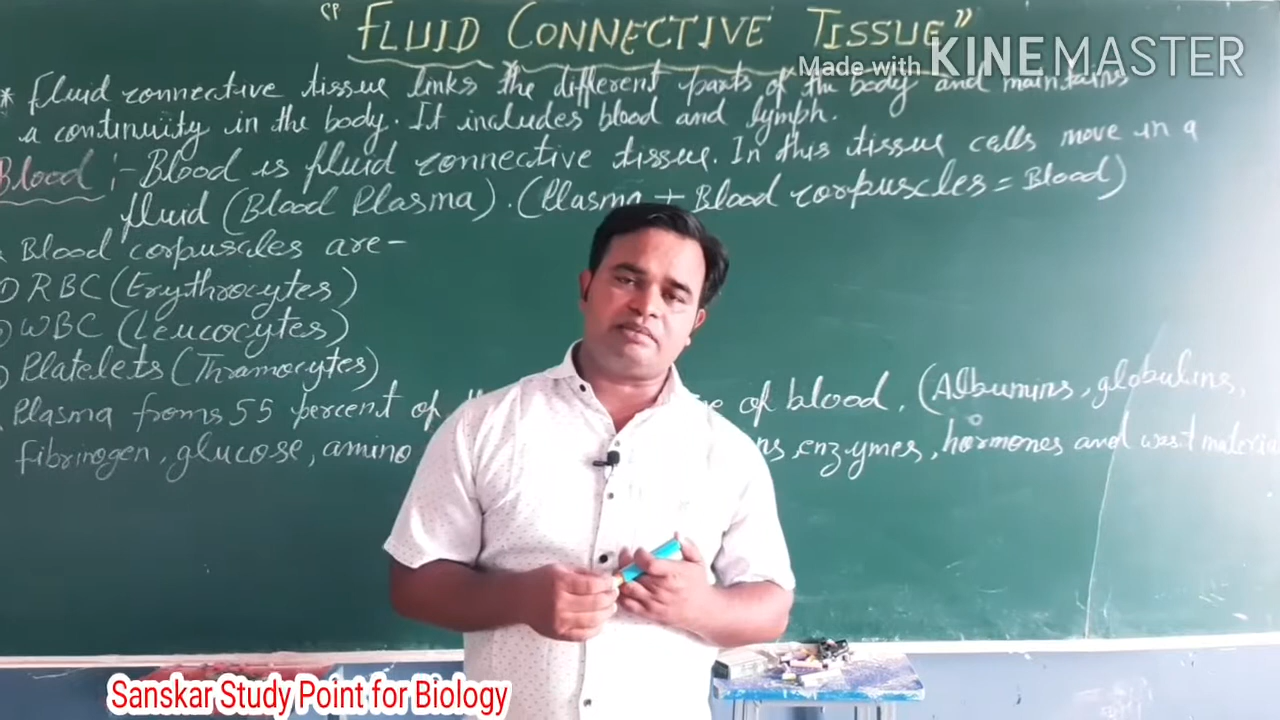 "FLUID CONNECTIVE TISSUE"
Made with KINEMASTER
* Fluid connective tissue links the different parts of the body and maintains
a continuity in the body. It includes blood and lymph.
Blood :- Blood is fluid connective tissue. In this tissue cells move in a
fluid (Blood Plasma). (Plasma + Blood corpuscles = Blood)
Blood corpuscles are -
RBC (Erythrocytes)
WBC (Leucocytes)
Platelets (Thramocytes)
Plasma froms 55 percent of of blood. (Albumins, globulins,
fibrinogen, glucose, amino enzymes, hormones and wast material
Sanskar Study Point for Biology